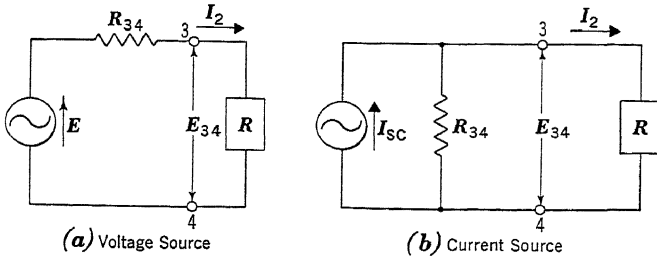 R34
3
I2
E
E34
R
4
(a) Voltage Source
3
I2
ISC
R34
E34
R
4
(b) Current Source